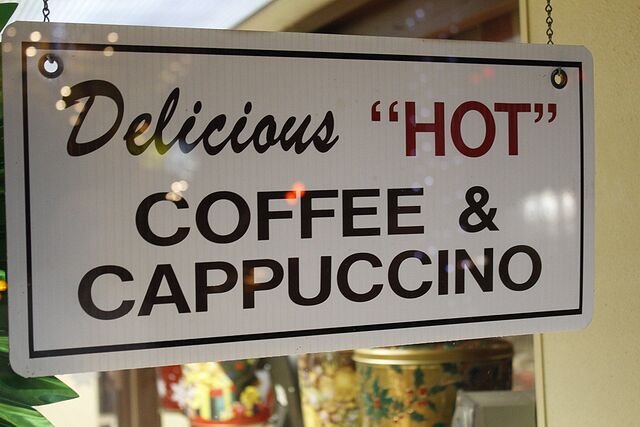 Delicious “HOT”
COFFEE &
CAPPUCCINO